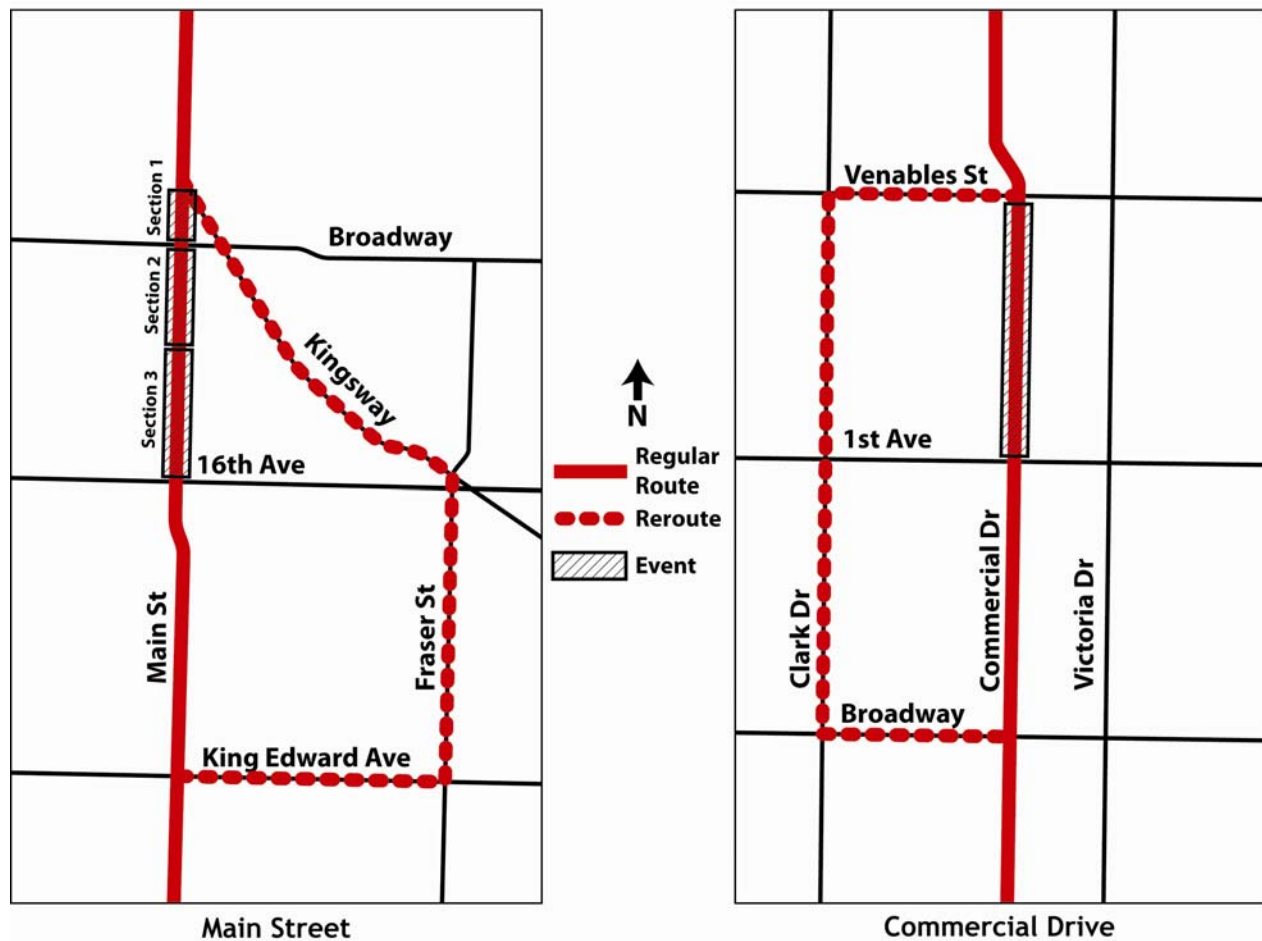 Section 1
Broadway
Section 2
Kingsway
Section 3
16th Ave
Main St
Fraser St
King Edward Ave
Main Street
N
Regular
Route
Reroute
Event
Venables St
1st Ave
Clark Dr
Commercial Dr
Victoria Dr
Broadway
Commercial Drive